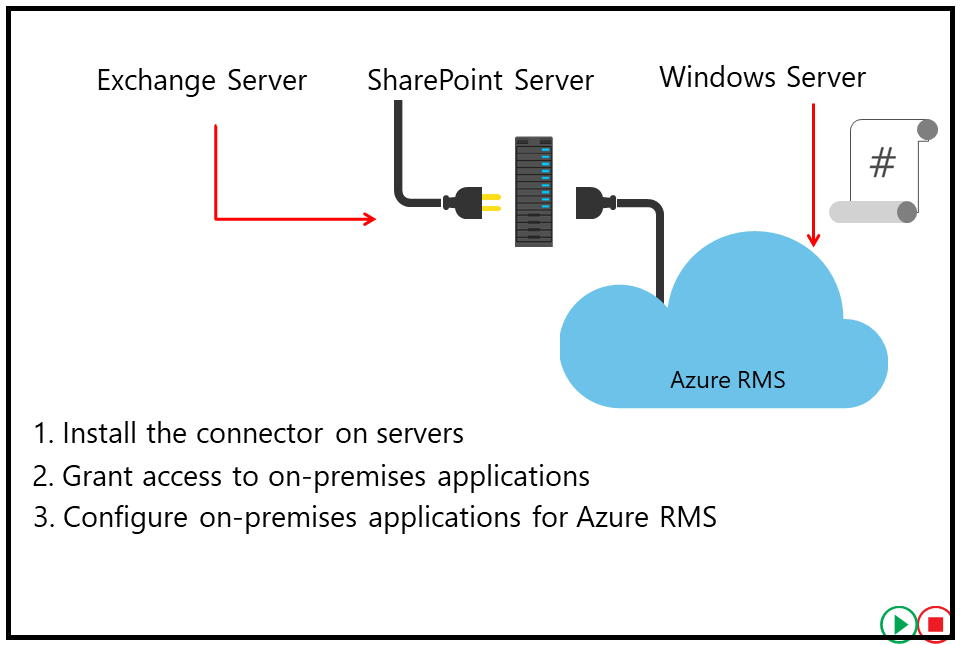 Exchange Server
SharePoint Server
Windows Server
#
Azure RMS
1. Install the connector on servers
2. Grant access to on-premises applications
3. Configure on-premises applications for Azure RMS